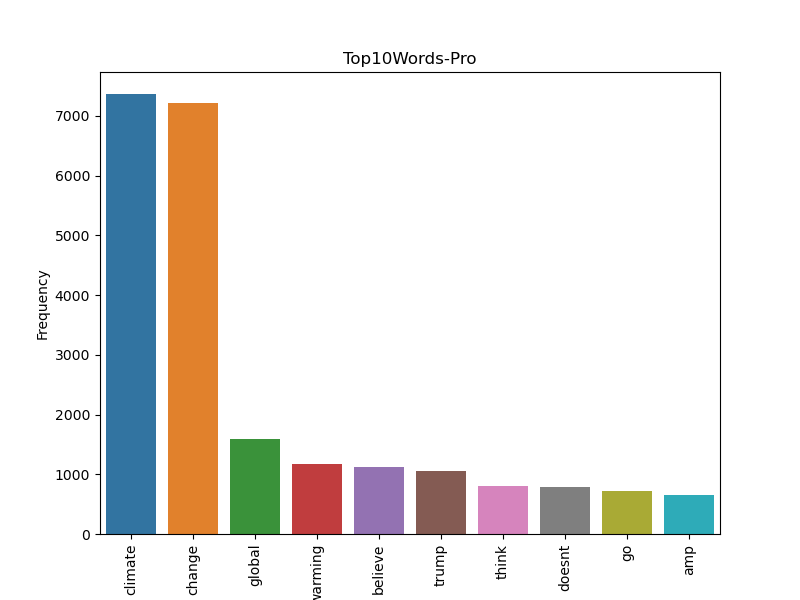 Top10Words-Pro
Frequency
7000
6000
5000
4000
3000
2000
1000
0
climate
change
global
warming
believe
trump
think
doesnt
go
amp